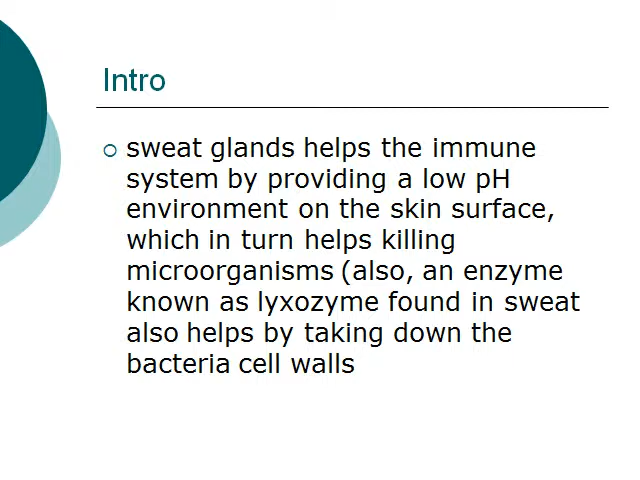 Intro
sweat glands helps the immune
system by providing a low pH
environment on the skin surface,
which in turn helps killing
microorganisms (also, an enzyme
known as lyxozyme found in sweat
also helps by taking down the
bacteria cell walls